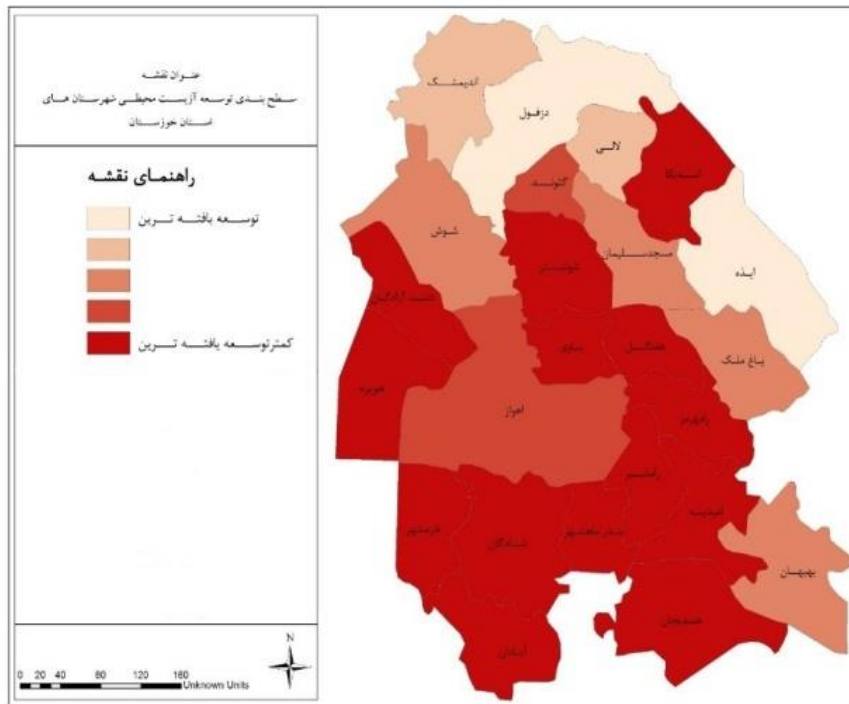 عنوان نقشه
سطح بندی توسعه آزیست محیطی شهرستان های
استان خوزستان
راهنمای نقشه
توسعه یافته ترین
کمترتوسعه یافته ترین
N
0 20 40 80 120 160
Unknown Units
اندیمشک
دزفول
لالی
اندیکا
گتوند
شوش
مسجدسلیمان
ایذه
شوشتر
دشت آزادگان
باوی
هفتگل
باغ ملک
هویزه
اهواز
رامهرمز
رامشیر
امیدیه
خرمشهر
شادگان
بندر ماهشهر
بهبهان
هندیجان
آبادان